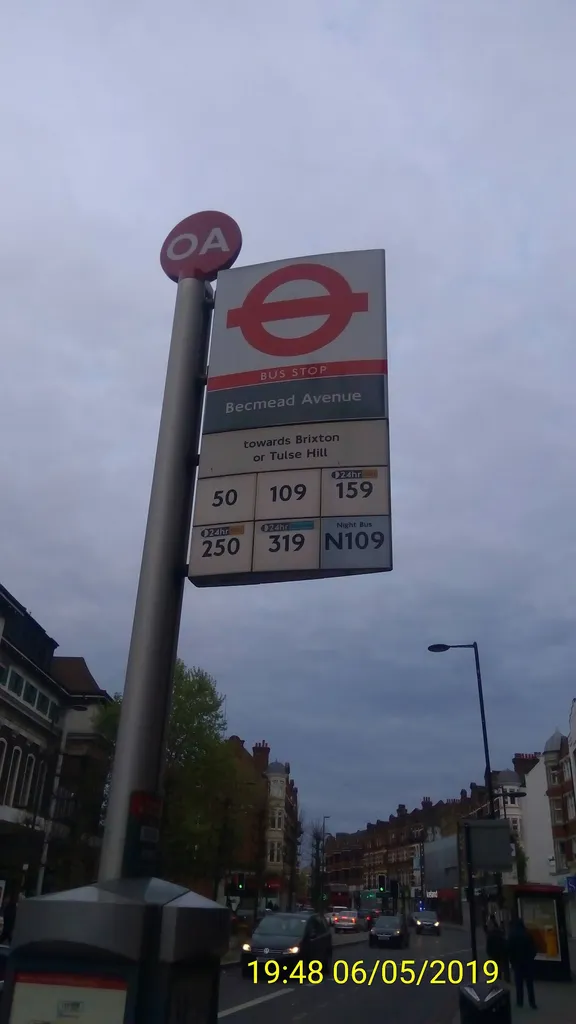 OA
BUS STOP
Becmead Avenue
towards Brixton
or Tulse Hill
50 109 24hr 159
24hr 250 24hr 319 Night Bus N109
19:48 06/05/2019